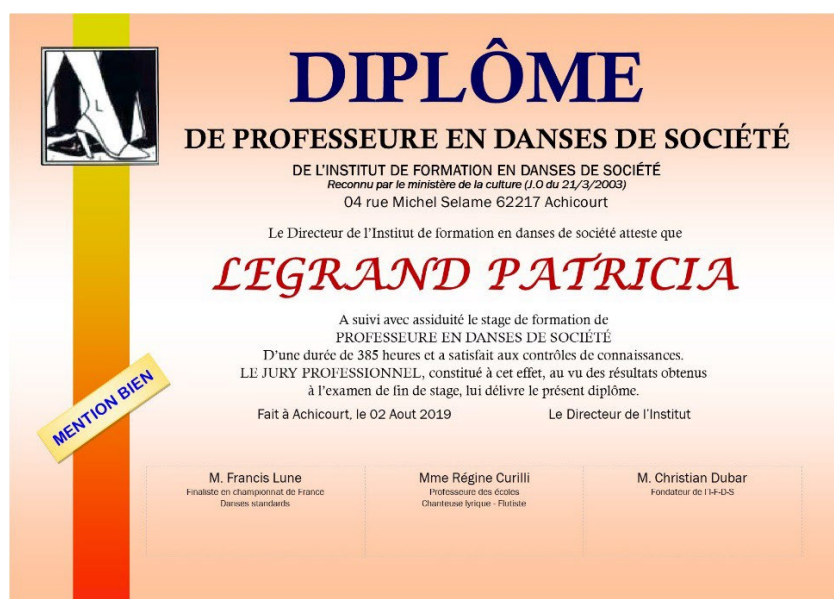 DIPLÔME
DE PROFESSEURE EN DANSES DE SOCIÉTÉ
DE L'INSTITUT DE FORMATION EN DANSES DE SOCIÉTÉ
Reconnu par le ministère de la culture (J.O du 21/3/2003)
04 rue Michel Selame 62217 Achicourt
Le Directeur de l'Institut de formation en danses de société atteste que
LEGRAND PATRICIA
A suivi avec assiduité le stage de formation de
PROFESSEURE EN DANSES DE SOCIÉTÉ
D'une durée de 385 heures et a satisfait aux contrôles de connaissances.
LE JURY PROFESSIONNEL, constitué à cet effet, au vu des résultats obtenus
à l'examen de fin de stage, lui délivre le présent diplôme.
MENTION BIEN
Fait à Achicourt, le 02 Aout 2019 Le Directeur de l'Institut
M. Francis Lune
Finaliste en championnat de France
Danses standards
Mme Régine Curilli
Professeure des écoles
Chanteuse lyrique - Flutiste
M. Christian Dubar
Fondateur de l'I-F-D-S